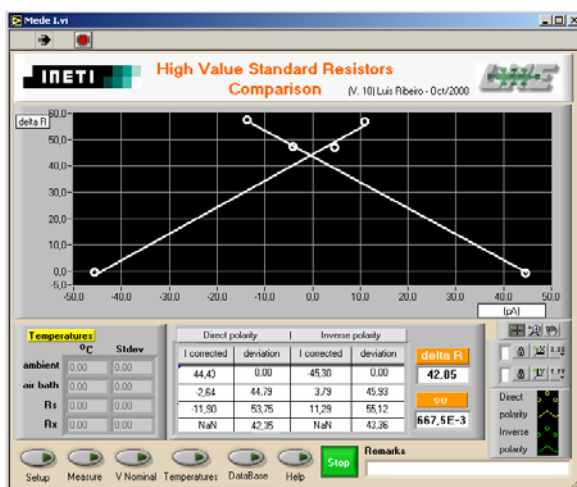 Mede I.vi
INETI
High Value Standard Resistors
Comparison
(V. 10) Luis Ribeiro - Oct/2000
delta R
60,0
50,0
40,0
30,0
20,0
10,0
0,0
-5,0
-50,0 -40,0 -30,0 -20,0 -10,0 0,0 10,0 20,0 30,0 40,0 50,0
[pA]
Temperatures
ºC Stdev
ambient 0.00 0.00
air bath 0.00 0.00
Rs 0.00 0.00
Rx 0.00 0.00
Direct polarity | Inverse polarity
I corrected deviation I corrected deviation
44,43 0,00 -45,30 0,00
-2,64 44,79 3,79 45,93
-11,90 53,75 11,29 55,12
NaN 42,35 NaN 43,36
delta R
42,85
se
667,5E-3
Direct
polarity
Inverse
polarity
Setup Measure V Nominal Temperatures DataBase Help
Stop
Remarks